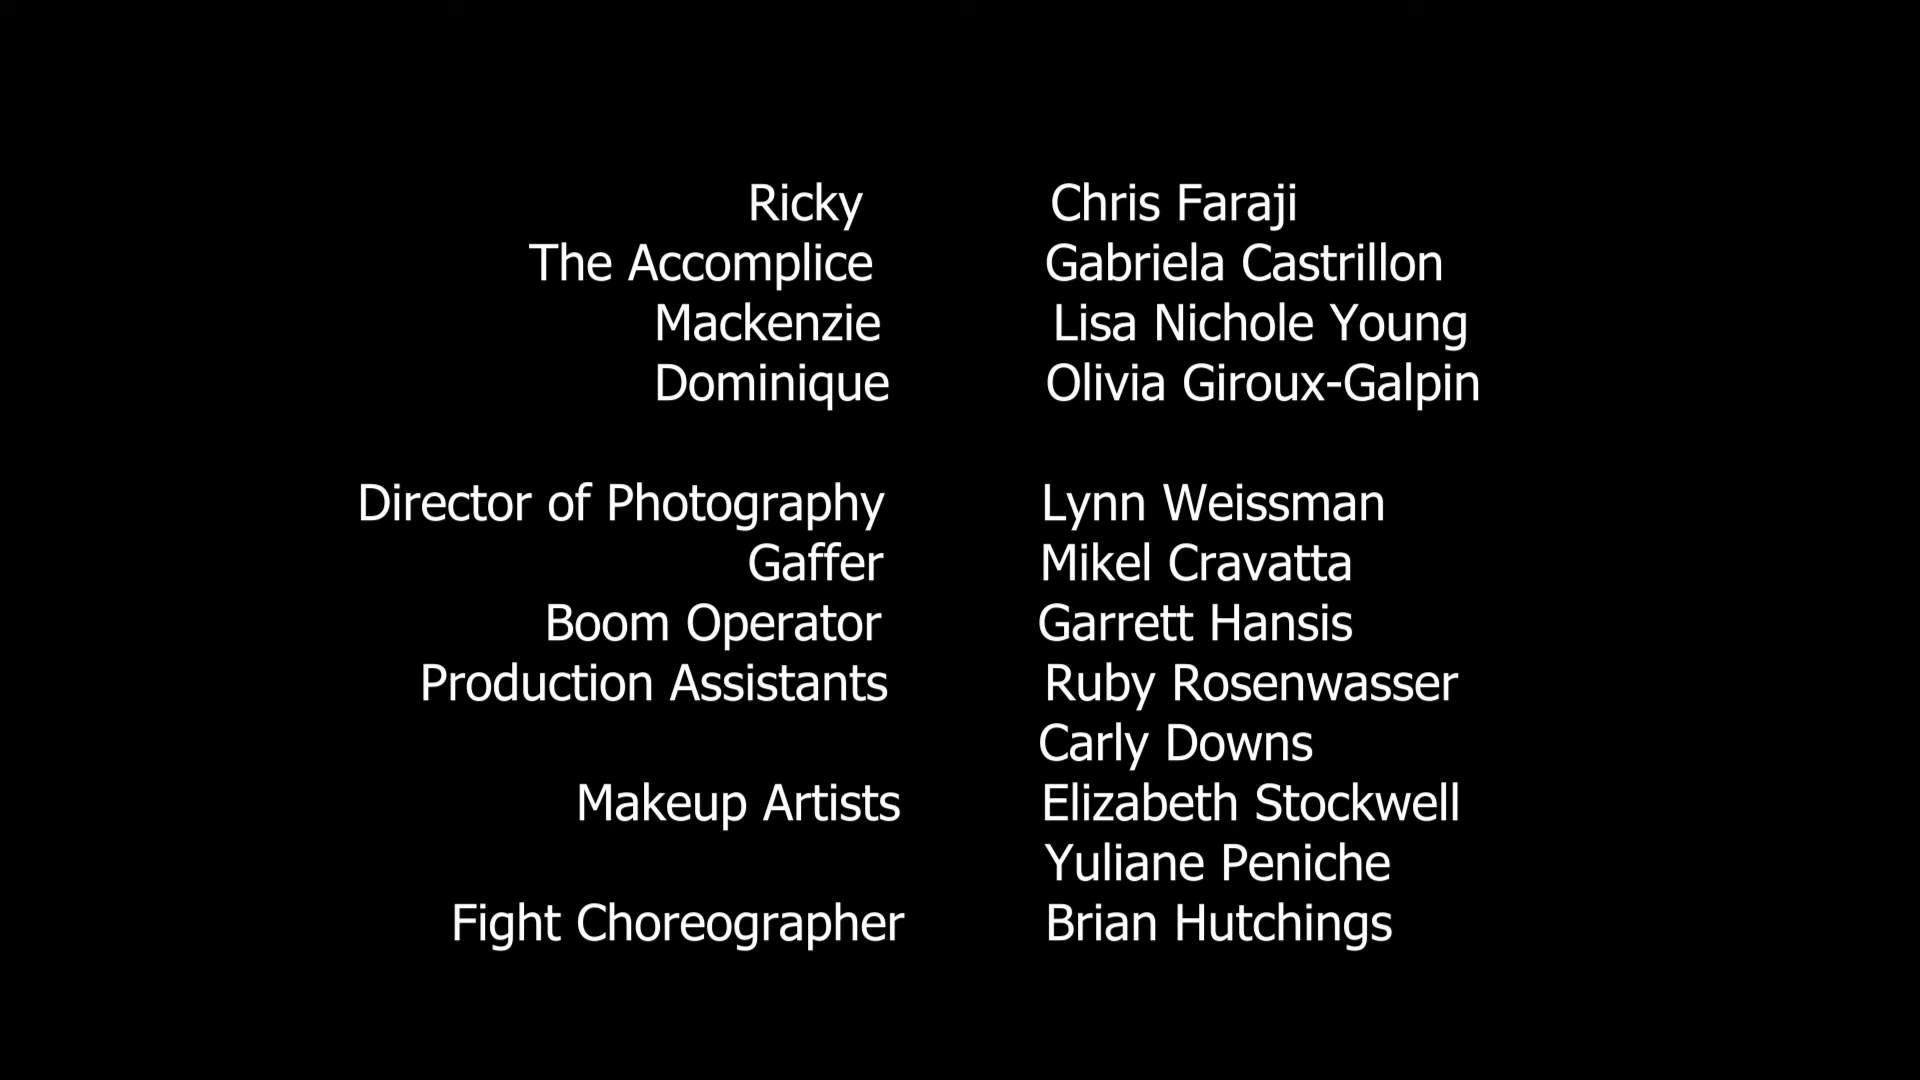 Ricky Chris Faraji
The Accomplice Gabriela Castrillon
Mackenzie Lisa Nichole Young
Dominique Olivia Giroux-Galpin
Director of Photography Lynn Weissman
Gaffer Mikel Cravatta
Boom Operator Garrett Hansis
Production Assistants Ruby Rosenwasser
Carly Downs
Makeup Artists Elizabeth Stockwell
Yuliane Peniche
Fight Choreographer Brian Hutchings